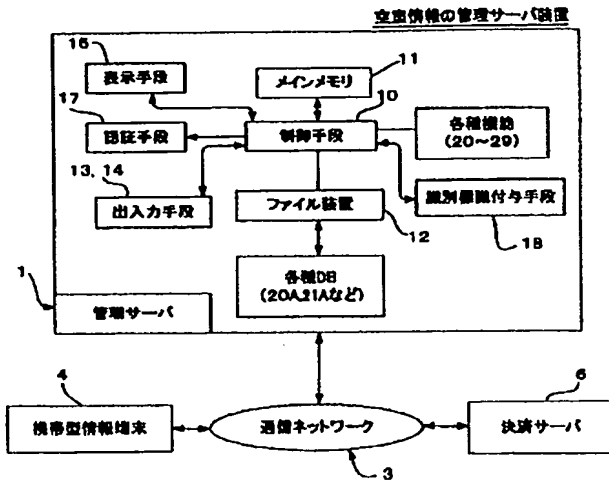 空室情報の管理サーバ装置
16
表示手段
メインメモリ
11
17
10
認証手段
制御手段
各種機能
(20〜29)
13, 14
出入力手段
ファイル装置
識別標識付与手段
12
18
各種DB
(20A,21Aなど)
1
管理サーバ
4
6
携帯型情報端末
通信ネットワーク
決済サーバ
3